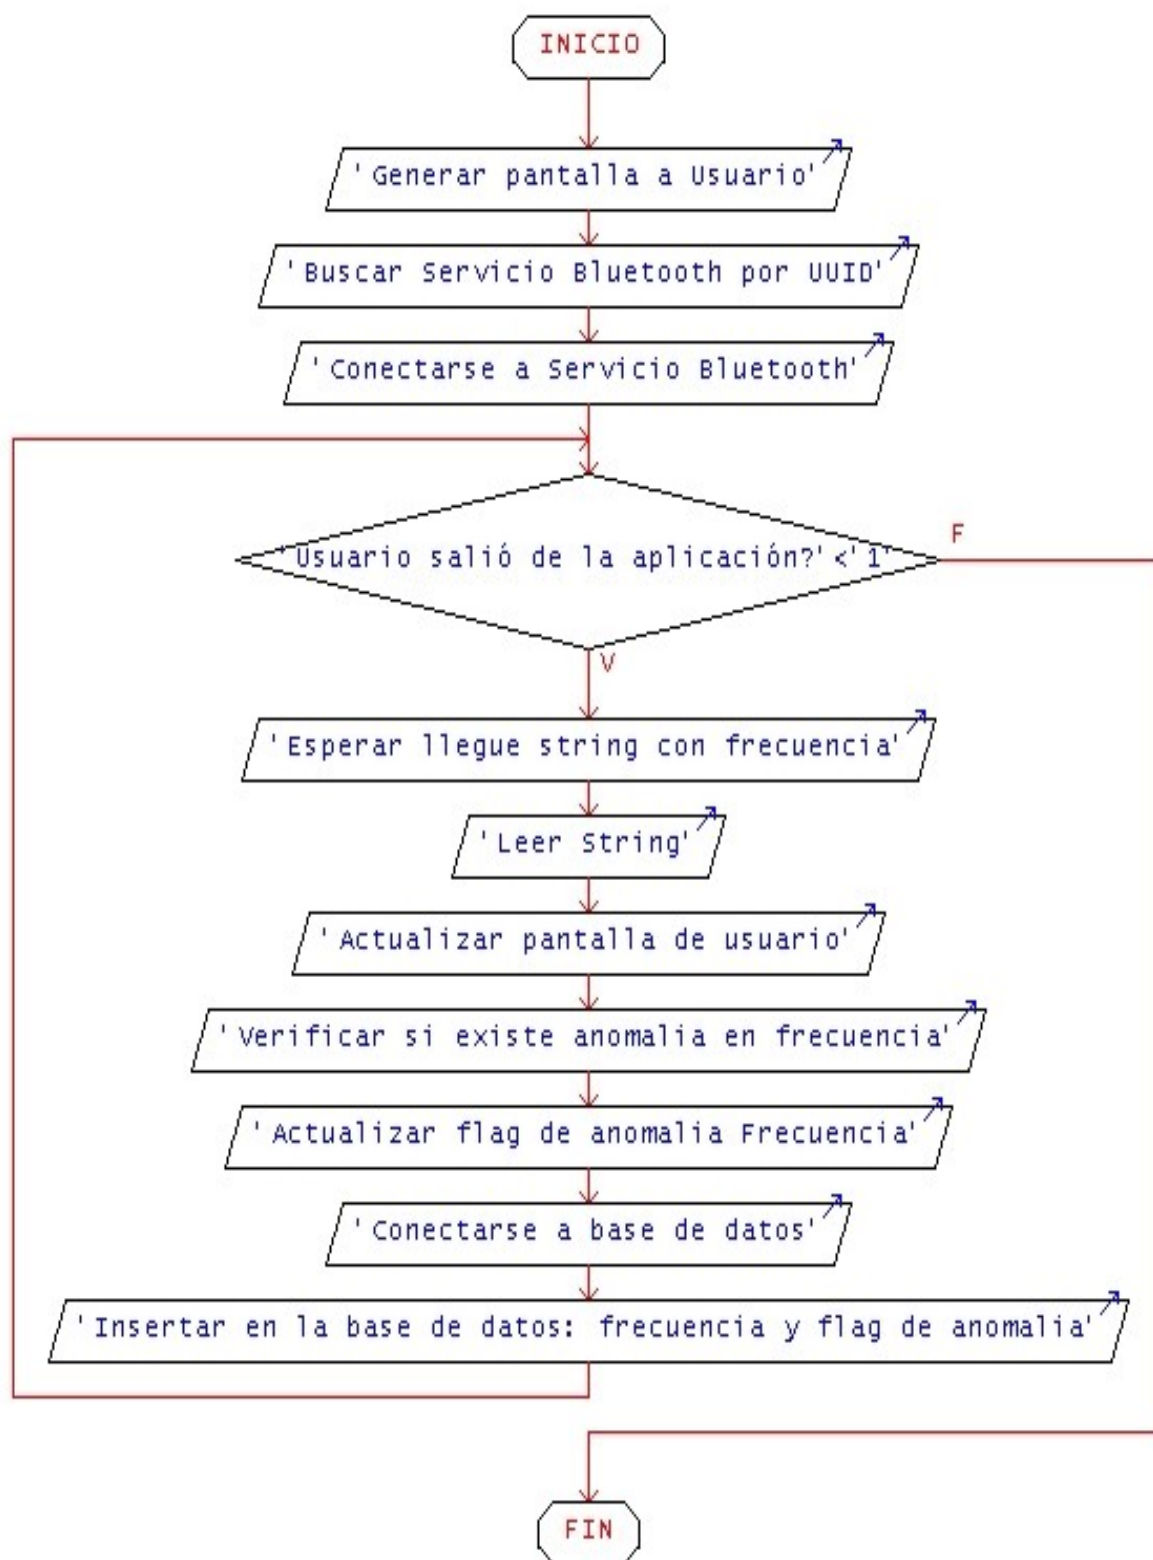 INICIO
'Generar pantalla a Usuario'
'Buscar Servicio Bluetooth por UUID'
'Conectarse a Servicio Bluetooth'
F
'Usuario salió de la aplicación?'<'1'
V
'Esperar llegue string con frecuencia'
'Leer String'
'Actualizar pantalla de usuario'
'Verificar si existe anomalia en frecuencia'
'Actualizar flag de anomalia Frecuencia'
'Conectarse a base de datos'
'Insertar en la base de datos: frecuencia y flag de anomalia'
FIN